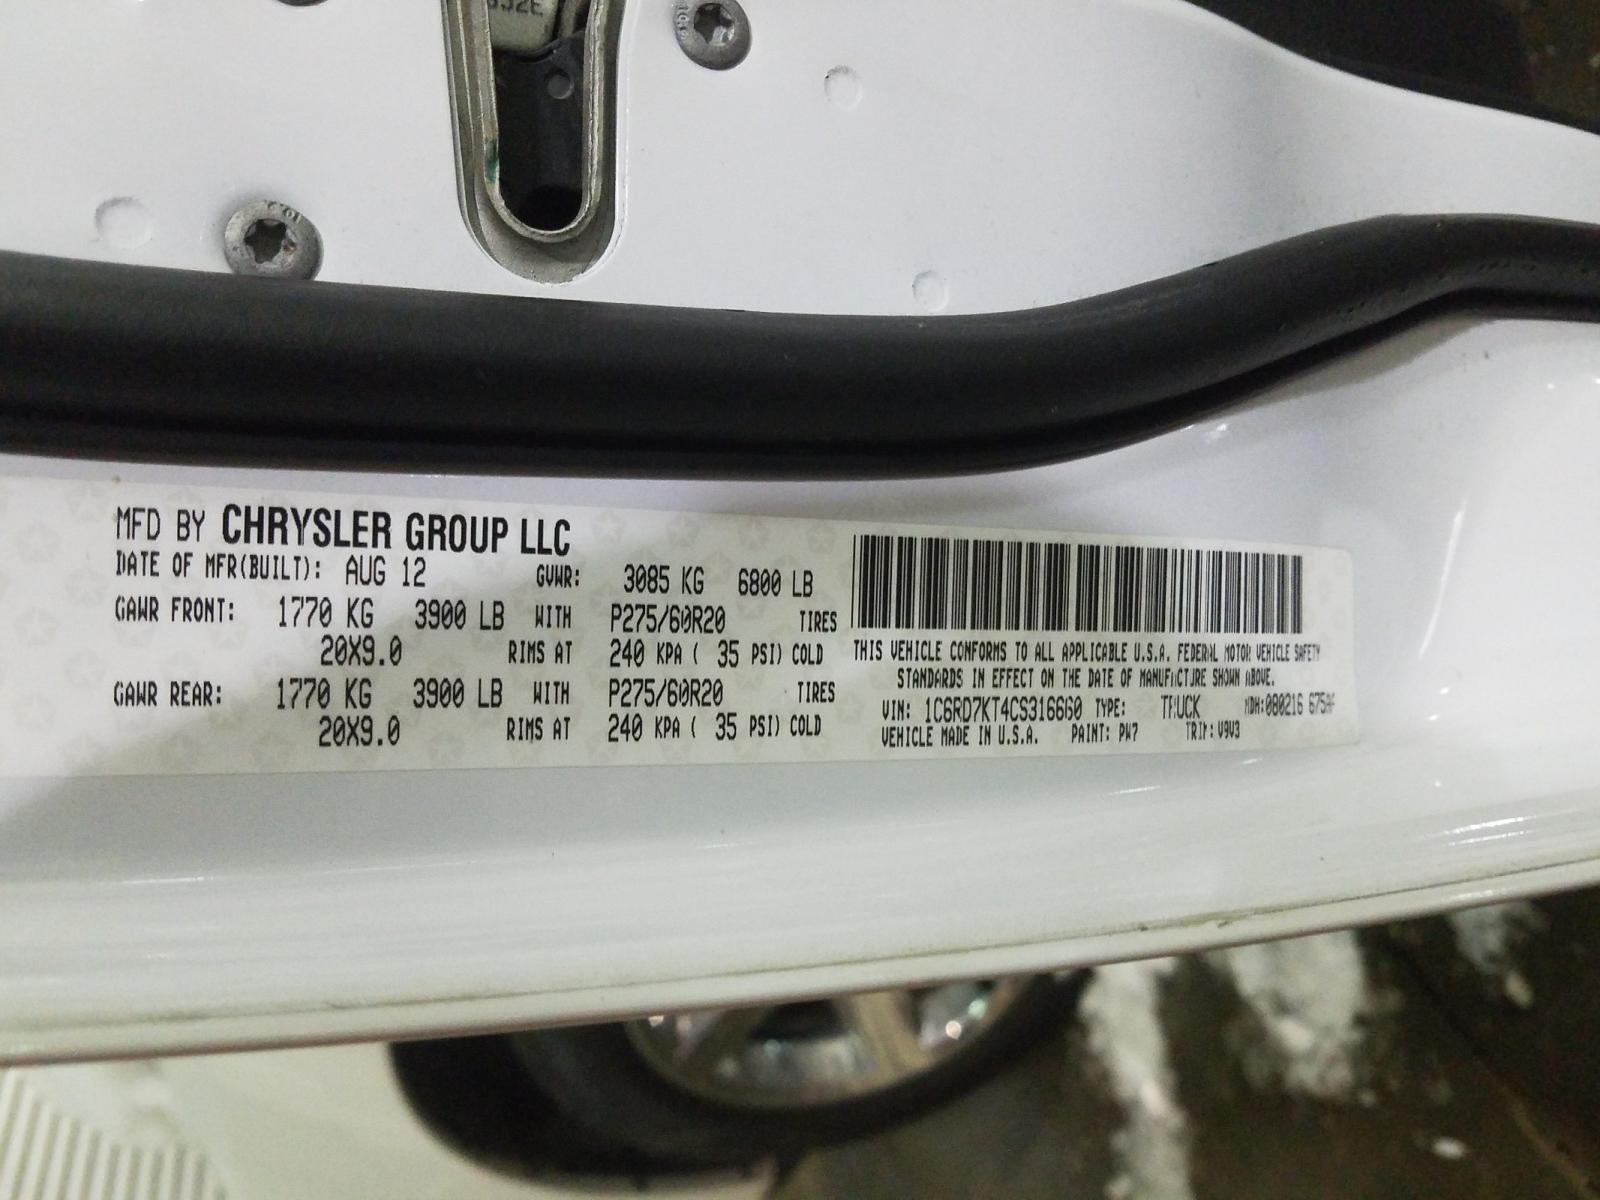 MFD BY CHRYSLER GROUP LLC
DATE OF MFR(BUILT): AUG 12 GVWR: 3085 KG 6800 LB
GAWR FRONT: 1770 KG 3900 LB WITH P275/60R20 TIRES
20X9.0 RIMS AT 240 KPA ( 35 PSI) COLD
GAWR REAR: 1770 KG 3900 LB WITH P275/60R20 TIRES
20X9.0 RIMS AT 240 KPA ( 35 PSI) COLD
THIS VEHICLE CONFORMS TO ALL APPLICABLE U.S.A. FEDERAL MOTOR VEHICLE SAFETY
STANDARDS IN EFFECT ON THE DATE OF MANUFACTURE SHOWN ABOVE.
VIN: 1C6RD7KT4CS316660 TYPE: TRUCK MDH:080216
VEHICLE MADE IN U.S.A. PAINT: PW7 TRIM: V9V3